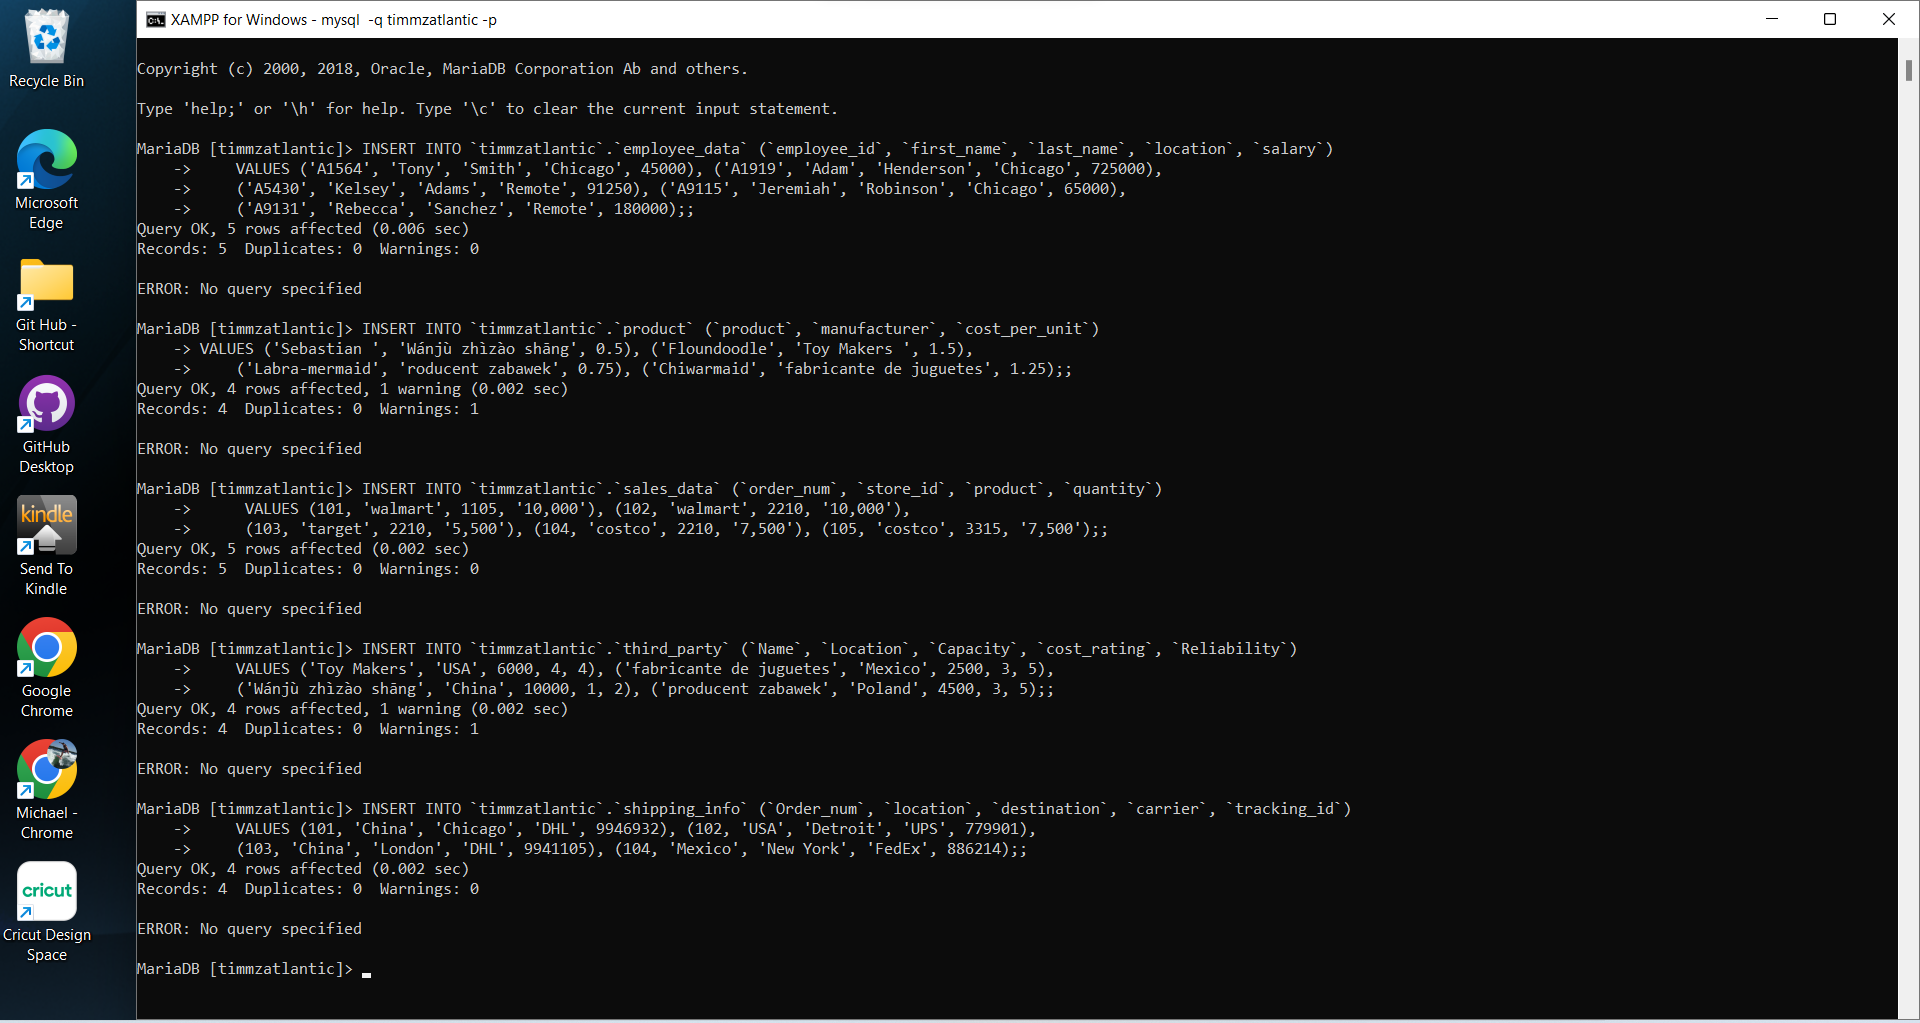 Recycle Bin
Microsoft
Edge
Git Hub -
Shortcut
GitHub
Desktop
kindle
Send To
Kindle
Google
Chrome
Michael -
Chrome
cricut
Cricut Design
Space
C:\.
XAMPP for Windows - mysql  -q timmzatlantic -p
Copyright (c) 2000, 2018, Oracle, MariaDB Corporation Ab and others.
Type 'help;' or '\h' for help. Type '\c' to clear the current input statement.
MariaDB [timmzatlantic]> INSERT INTO `timmzatlantic`.`employee_data` (`employee_id`, `first_name`, `last_name`, `location`, `salary`)
    ->     VALUES ('A1564', 'Tony', 'Smith', 'Chicago', 45000), ('A1919', 'Adam', 'Henderson', 'Chicago', 725000),
    ->     ('A5430', 'Kelsey', 'Adams', 'Remote', 91250), ('A9115', 'Jeremiah', 'Robinson', 'Chicago', 65000),
    ->     ('A9131', 'Rebecca', 'Sanchez', 'Remote', 180000);;
Query OK, 5 rows affected (0.006 sec)
Records: 5  Duplicates: 0  Warnings: 0
ERROR: No query specified
MariaDB [timmzatlantic]> INSERT INTO `timmzatlantic`.`product` (`product`, `manufacturer`, `cost_per_unit`)
    -> VALUES ('Sebastian ', 'Wánjù zhìzào shāng', 0.5), ('Floundoodle', 'Toy Makers ', 1.5),
    ->     ('Labra-mermaid', 'roducent zabawek', 0.75), ('Chiwarmaid', 'fabricante de juguetes', 1.25);;
Query OK, 4 rows affected, 1 warning (0.002 sec)
Records: 4  Duplicates: 0  Warnings: 1
ERROR: No query specified
MariaDB [timmzatlantic]> INSERT INTO `timmzatlantic`.`sales_data` (`order_num`, `store_id`, `product`, `quantity`)
    ->      VALUES (101, 'walmart', 1105, '10,000'), (102, 'walmart', 2210, '10,000'),
    ->      (103, 'target', 2210, '5,500'), (104, 'costco', 2210, '7,500'), (105, 'costco', 3315, '7,500');;
Query OK, 5 rows affected (0.002 sec)
Records: 5  Duplicates: 0  Warnings: 0
ERROR: No query specified
MariaDB [timmzatlantic]> INSERT INTO `timmzatlantic`.`third_party` (`Name`, `Location`, `Capacity`, `cost_rating`, `Reliability`)
    ->     VALUES ('Toy Makers', 'USA', 6000, 4, 4), ('fabricante de juguetes', 'Mexico', 2500, 3, 5),
    ->     ('Wánjù zhìzào shāng', 'China', 10000, 1, 2), ('producent zabawek', 'Poland', 4500, 3, 5);;
Query OK, 4 rows affected, 1 warning (0.002 sec)
Records: 4  Duplicates: 0  Warnings: 1
ERROR: No query specified
MariaDB [timmzatlantic]> INSERT INTO `timmzatlantic`.`shipping_info` (`Order_num`, `location`, `destination`, `carrier`, `tracking_id`)
    ->     VALUES (101, 'China', 'Chicago', 'DHL', 9946932), (102, 'USA', 'Detroit', 'UPS', 779901),
    ->     (103, 'China', 'London', 'DHL', 9941105), (104, 'Mexico', 'New York', 'FedEx', 886214);;
Query OK, 4 rows affected (0.002 sec)
Records: 4  Duplicates: 0  Warnings: 0
ERROR: No query specified
MariaDB [timmzatlantic]> _